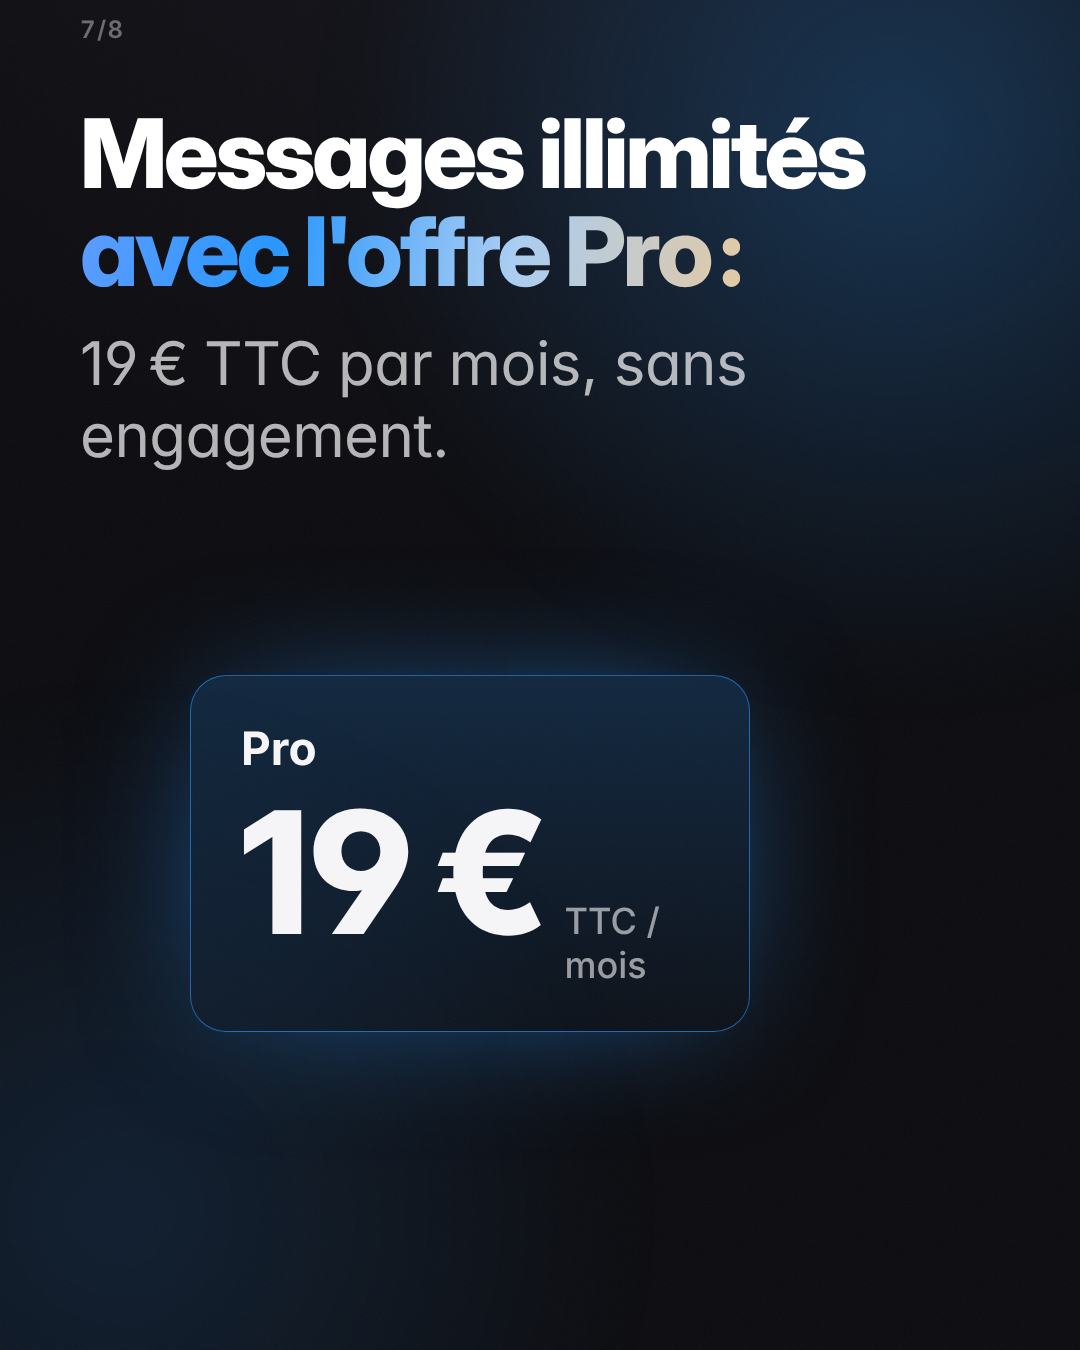 7/8
Messages illimités
avec l'offre Pro :
19 € TTC par mois, sans
engagement.
Pro
19 €
TTC /
mois